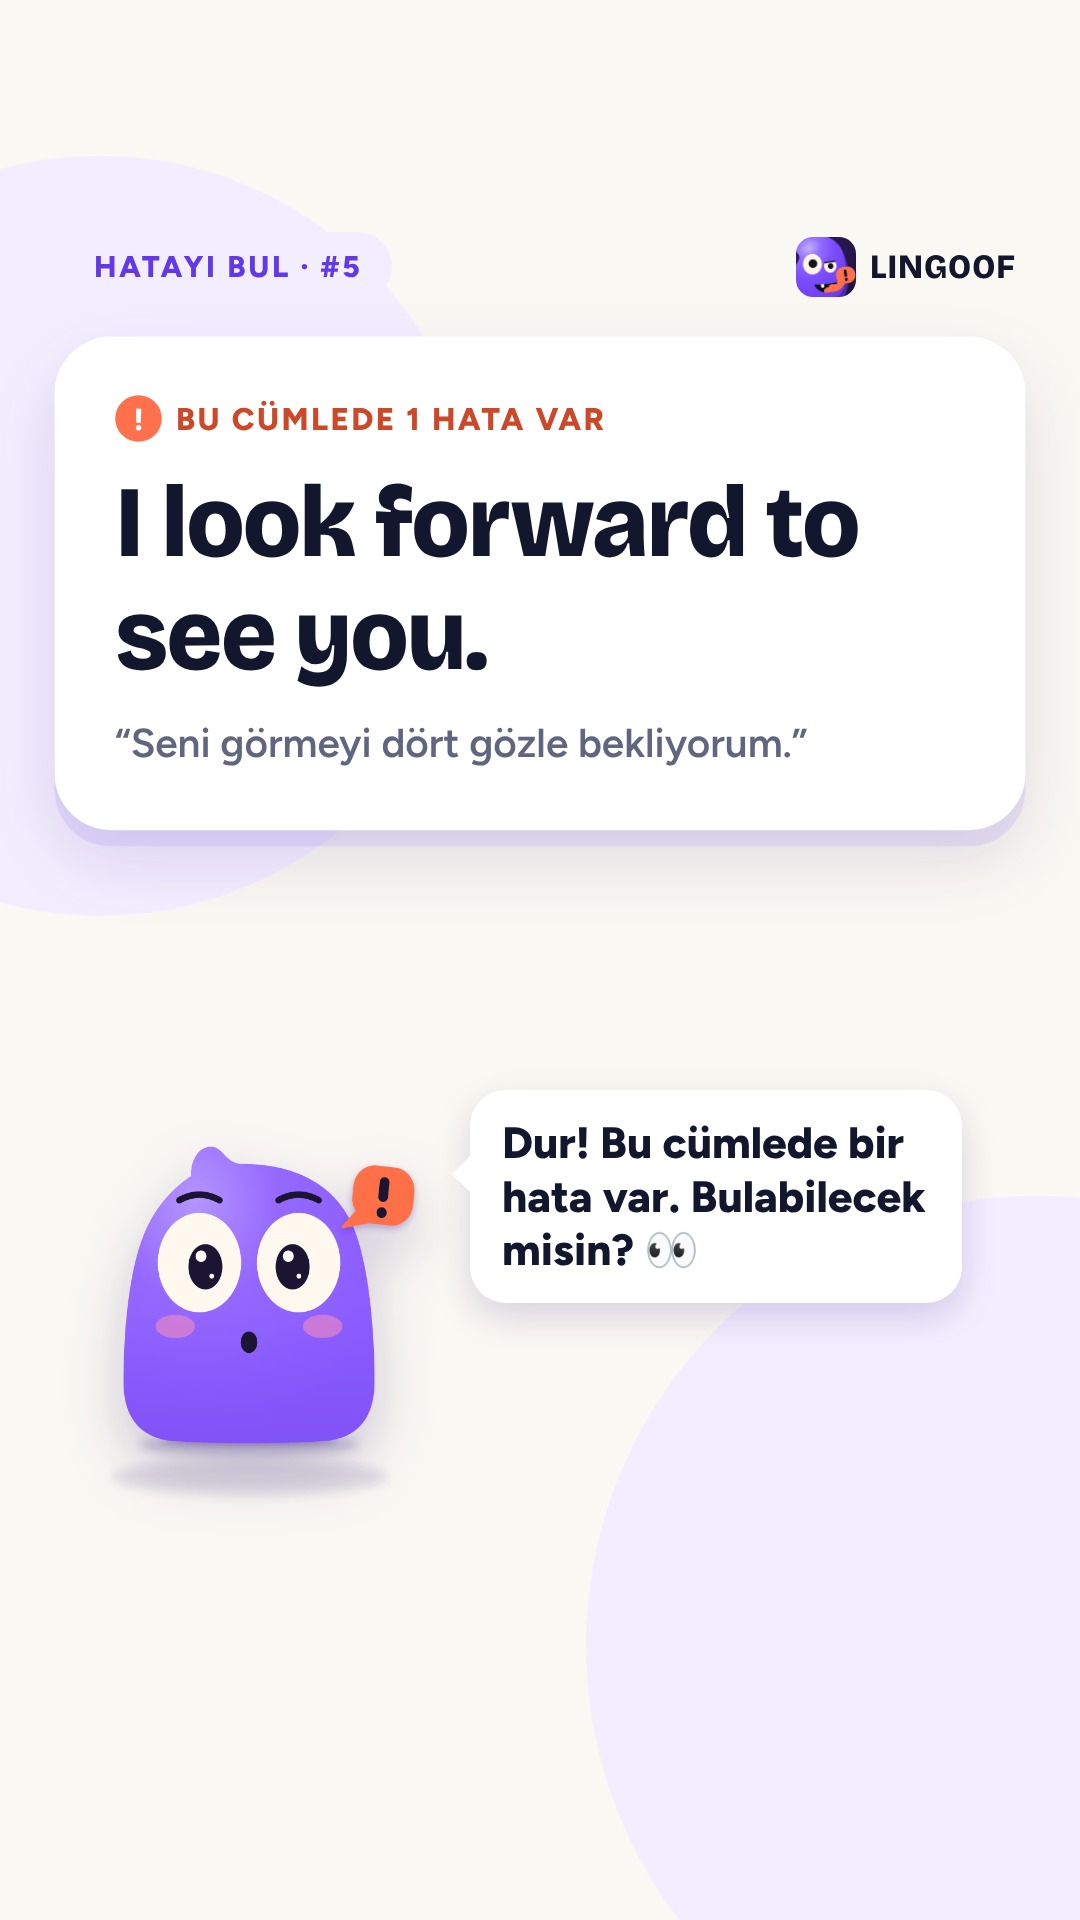 HATAYI BUL · #5
LINGOOF
! BU CÜMLEDE 1 HATA VAR
I look forward to
see you.
“Seni görmeyi dört gözle bekliyorum.”
Dur! Bu cümlede bir
hata var. Bulabilecek
misin? 👀
!